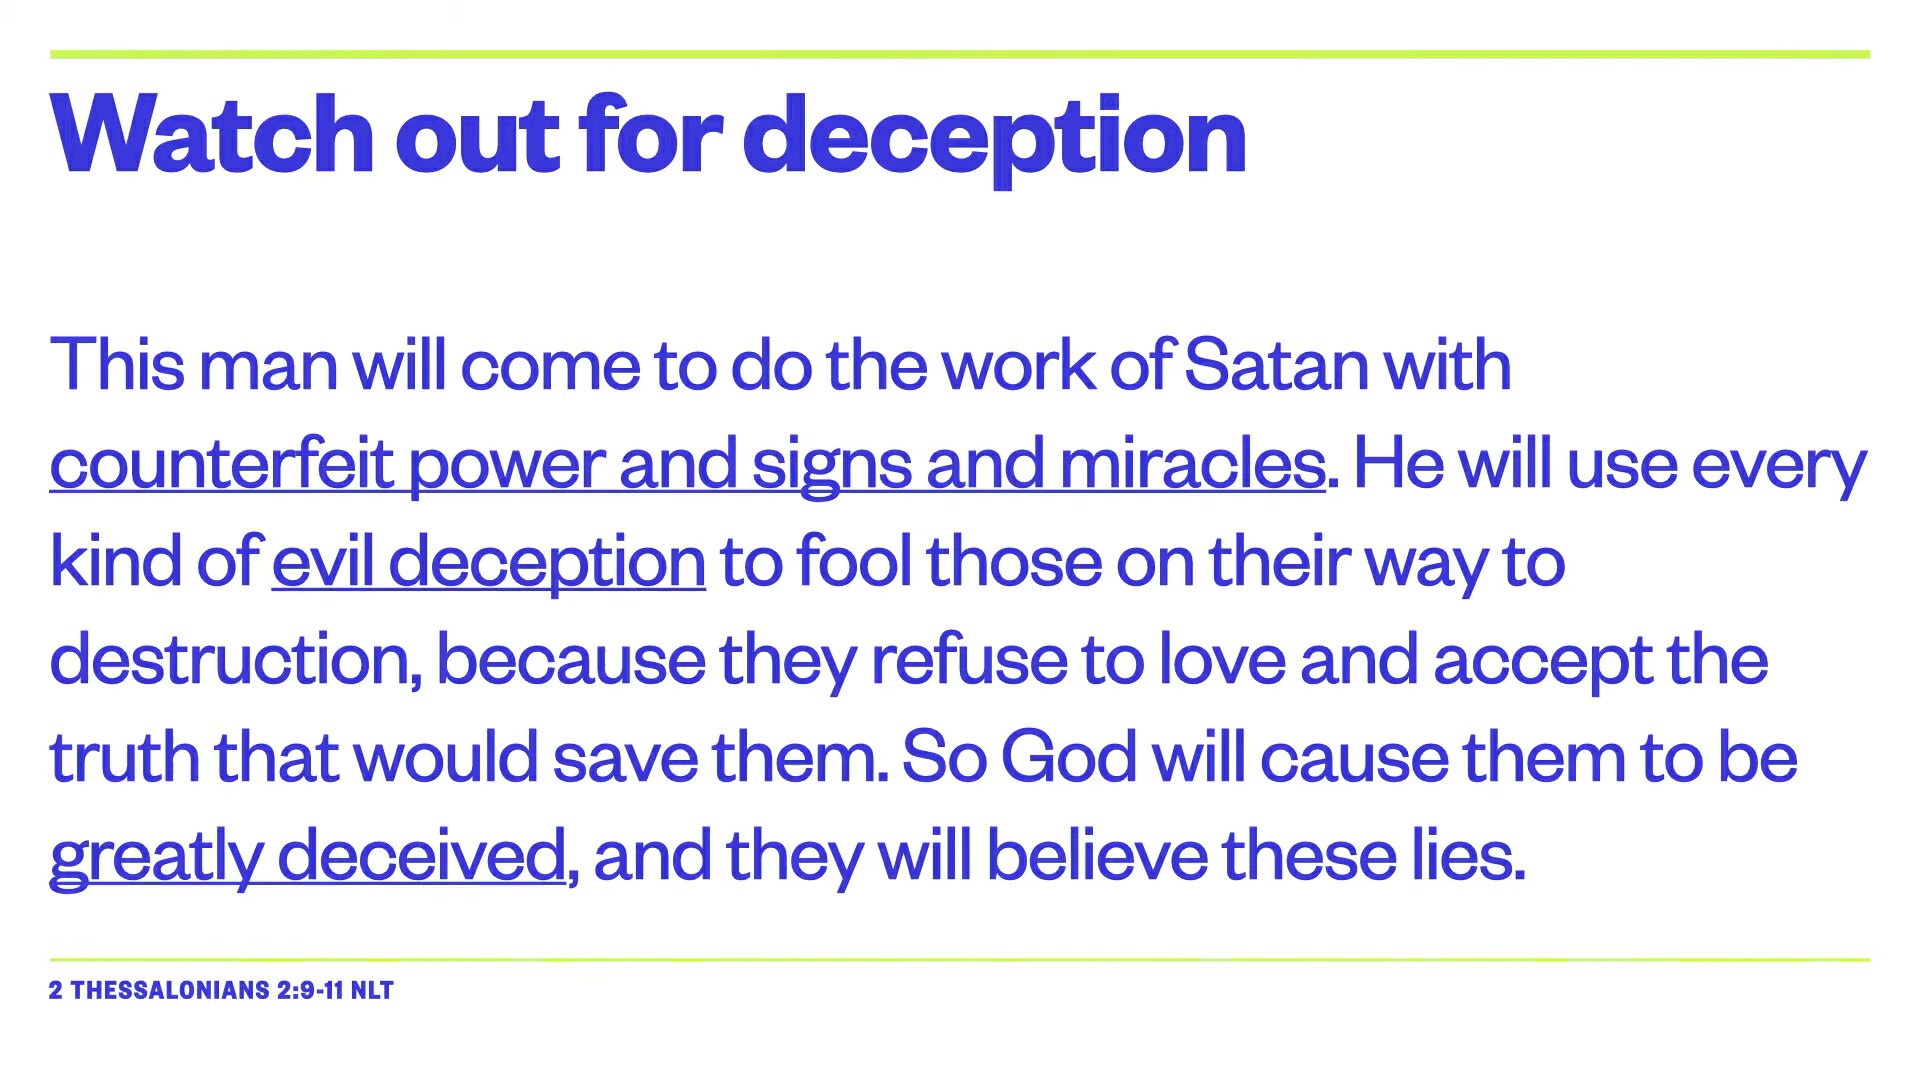 Watch out for deception
This man will come to do the work of Satan with
counterfeit power and signs and miracles. He will use every
kind of evil deception to fool those on their way to
destruction, because they refuse to love and accept the
truth that would save them. So God will cause them to be
greatly deceived, and they will believe these lies.
2 THESSALONIANS 2:9-11 NLT